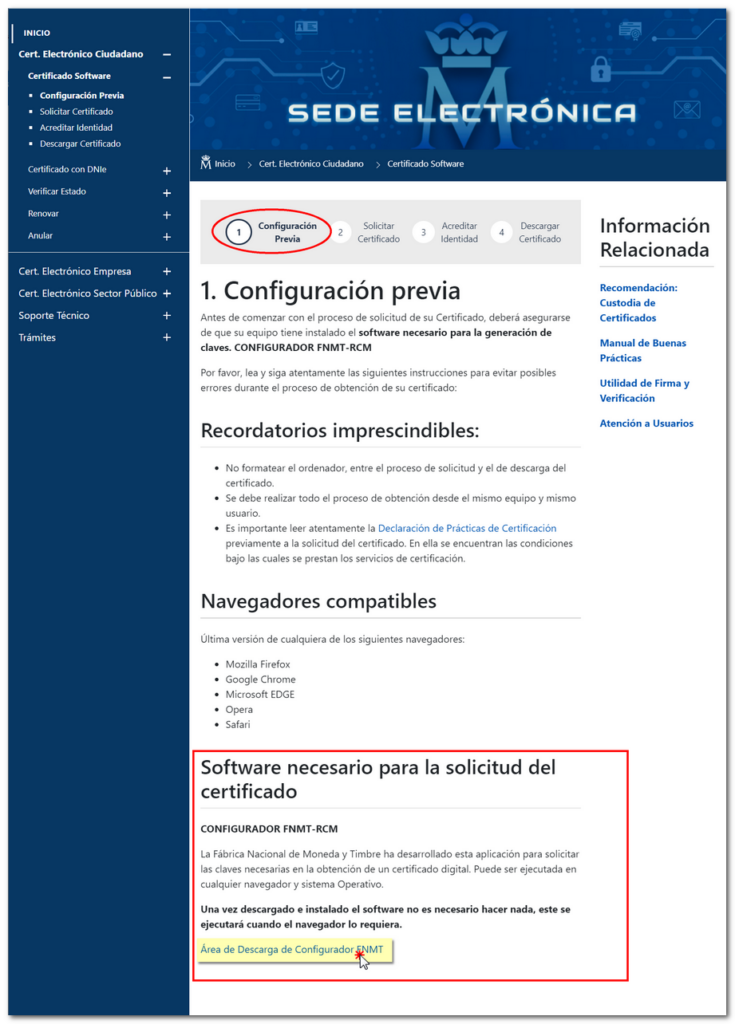 INICIO
Cert. Electrónico Ciudadano
Certificado Software
Configuración Previa
Solicitar Certificado
Acreditar Identidad
Descargar Certificado
Certificado con DNIe
Verificar Estado
Renovar
Anular
Cert. Electrónico Empresa
Cert. Electrónico Sector Público
Soporte Técnico
Trámites
SEDE ELECTRÓNICA
Inicio > Cert. Electrónico Ciudadano > Certificado Software
1 Configuración Previa
2 Solicitar Certificado
3 Acreditar Identidad
4 Descargar Certificado
1. Configuración previa
Antes de comenzar con el proceso de solicitud de su Certificado, deberá asegurarse
de que su equipo tiene instalado el software necesario para la generación de
claves. CONFIGURADOR FNMT-RCM
Por favor, lea y siga atentamente las siguientes instrucciones para evitar posibles
errores durante el proceso de obtención de su certificado:
Recordatorios imprescindibles:
No formatear el ordenador, entre el proceso de solicitud y el de descarga del
certificado.
Se debe realizar todo el proceso de obtención desde el mismo equipo y mismo
usuario.
Es importante leer atentamente la Declaración de Prácticas de Certificación
previamente a la solicitud del certificado. En ella se encuentran las condiciones
bajo las cuales se prestan los servicios de certificación.
Navegadores compatibles
Última versión de cualquiera de los siguientes navegadores:
Mozilla Firefox
Google Chrome
Microsoft EDGE
Opera
Safari
Software necesario para la solicitud del
certificado
CONFIGURADOR FNMT-RCM
La Fábrica Nacional de Moneda y Timbre ha desarrollado esta aplicación para solicitar
las claves necesarias en la obtención de un certificado digital. Puede ser ejecutada en
cualquier navegador y sistema Operativo.
Una vez descargado e instalado el software no es necesario hacer nada, este se
ejecutará cuando el navegador lo requiera.
Área de Descarga de Configurador FNMT
Información
Relacionada
Recomendación:
Custodia de
Certificados
Manual de Buenas
Prácticas
Utilidad de Firma y
Verificación
Atención a Usuarios